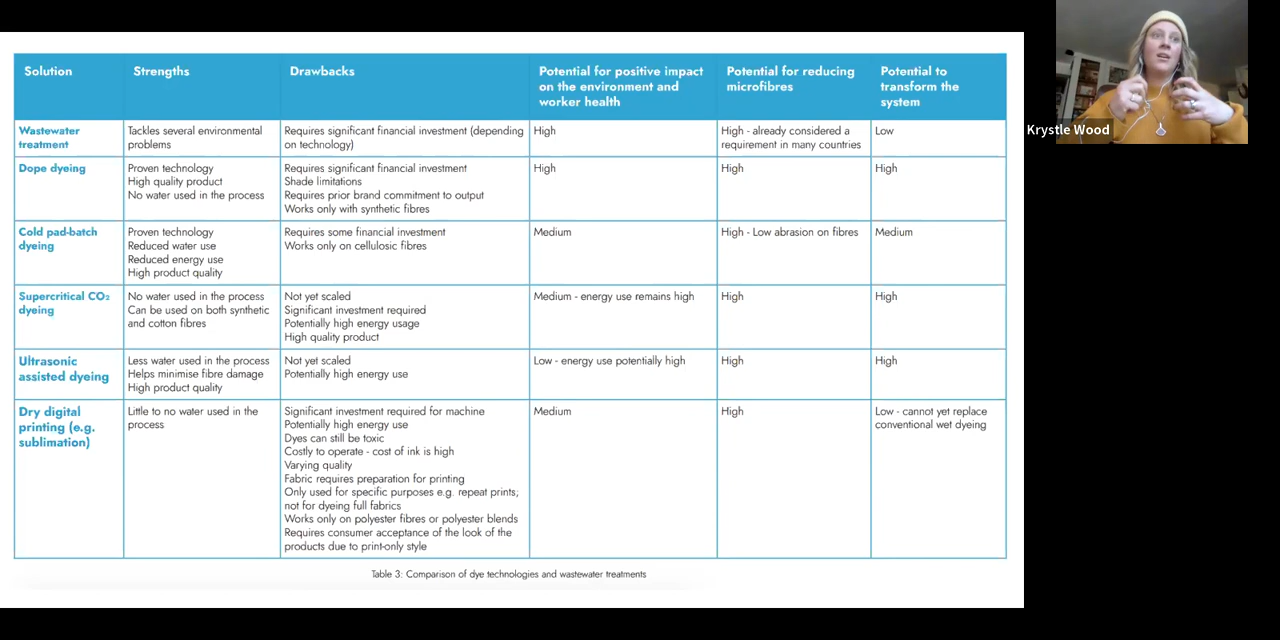 Solution
Strengths
Drawbacks
Potential for positive impact
on the environment and
worker health
Potential for reducing
microfibres
Potential to
transform the
system
Wastewater
treatment
Tackles several environmental
problems
Requires significant financial investment (depending
on technology)
High
High - already considered a
requirement in many countries
Low
Dope dyeing
Proven technology
High quality product
No water used in the process
Requires significant financial investment
Shade limitations
Requires prior brand commitment to output
Works only with synthetic fibres
High
High
High
Cold pad-batch
dyeing
Proven technology
Reduced water use
Reduced energy use
High product quality
Requires some financial investment
Works only on cellulosic fibres
Medium
High - Low abrasion on fibres
Medium
Supercritical CO₂
dyeing
No water used in the process
Can be used on both synthetic
and cotton fibres
Not yet scaled
Significant investment required
Potentially high energy usage
High quality product
Medium - energy use remains high
High
High
Ultrasonic
assisted dyeing
Less water used in the process
Helps minimise fibre damage
High product quality
Not yet scaled
Potentially high energy use
Low - energy use potentially high
High
High
Dry digital
printing (e.g.
sublimation)
Little to no water used in the
process
Significant investment required for machine
Potentially high energy use
Dyes can still be toxic
Costly to operate - cost of ink is high
Varying quality
Fabric requires preparation for printing
Only used for specific purposes e.g. repeat prints;
not for dyeing full fabrics
Works only on polyester fibres or polyester blends
Requires consumer acceptance of the look of the
products due to print-only style
Medium
High
Low - cannot yet replace
conventional wet dyeing
Table 3: Comparison of dye technologies and wastewater treatments
Krystle Wood